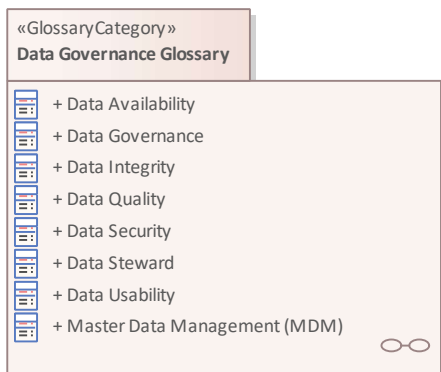 «GlossaryCategory»
Data Governance Glossary
+ Data Availability
+ Data Governance
+ Data Integrity
+ Data Quality
+ Data Security
+ Data Steward
+ Data Usability
+ Master Data Management (MDM)